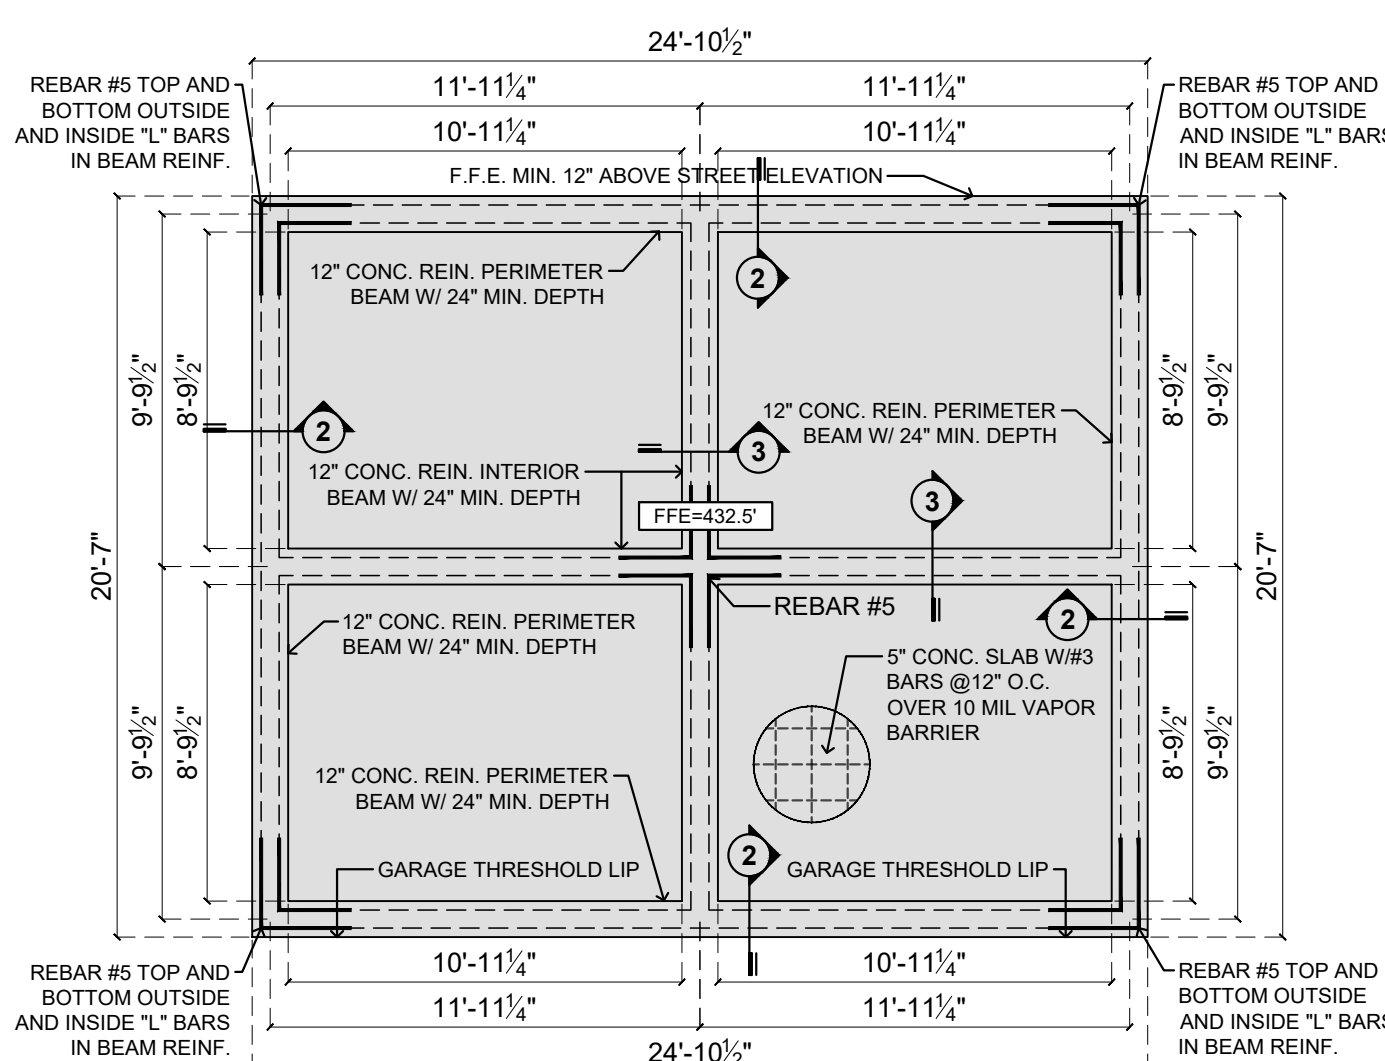 24'-10½"
11'-11¼"
11'-11¼"
10'-11¼"
10'-11¼"
REBAR #5 TOP AND
BOTTOM OUTSIDE
AND INSIDE "L" BARS
IN BEAM REINF.
REBAR #5 TOP AND
BOTTOM OUTSIDE
AND INSIDE "L" BARS
IN BEAM REINF.
F.F.E. MIN. 12" ABOVE STREET ELEVATION
12" CONC. REIN. PERIMETER
BEAM W/ 24" MIN. DEPTH
2
9'-9½"
8'-9½"
2
12" CONC. REIN. PERIMETER
BEAM W/ 24" MIN. DEPTH
8'-9½"
9'-9½"
3
12" CONC. REIN. INTERIOR
BEAM W/ 24" MIN. DEPTH
3
FFE=432.5'
20'-7"
20'-7"
REBAR #5
2
12" CONC. REIN. PERIMETER
BEAM W/ 24" MIN. DEPTH
5" CONC. SLAB W/#3
BARS @12" O.C.
OVER 10 MIL VAPOR
BARRIER
9'-9½"
8'-9½"
8'-9½"
9'-9½"
12" CONC. REIN. PERIMETER
BEAM W/ 24" MIN. DEPTH
2
GARAGE THRESHOLD LIP
GARAGE THRESHOLD LIP
REBAR #5 TOP AND
BOTTOM OUTSIDE
AND INSIDE "L" BARS
IN BEAM REINF.
REBAR #5 TOP AND
BOTTOM OUTSIDE
AND INSIDE "L" BARS
IN BEAM REINF.
10'-11¼"
10'-11¼"
11'-11¼"
11'-11¼"
24'-10½"